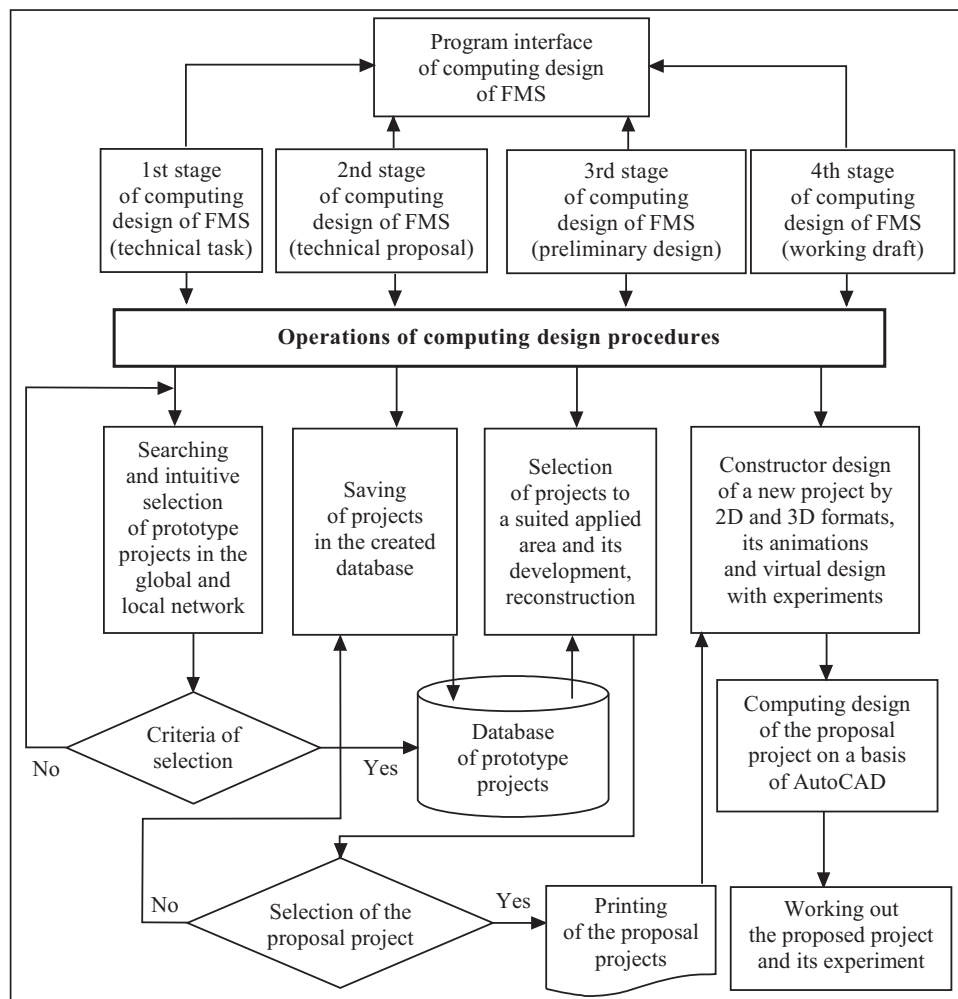 Program interface
of computing design
of FMS
1st stage
of computing
design of FMS
(technical task)
2nd stage
of computing
design of FMS
(technical proposal)
3rd stage
of computing
design of FMS
(preliminary design)
4th stage
of computing
design of FMS
(working draft)
Operations of computing design procedures
Searching
and intuitive
selection
of prototype
projects in the
global and
local network
Saving
of projects
in the created
database
Selection
of projects to
a suited applied
area and its
development,
reconstruction
Constructor design
of a new project by
2D and 3D formats,
its animations
and virtual design
with experiments
Criteria of
selection
No
Yes
Database
of prototype
projects
Computing design
of the proposal
project on a basis
of AutoCAD
Selection of the
proposal project
No
Yes
Printing
of the proposal
projects
Working out
the proposed project
and its experiment